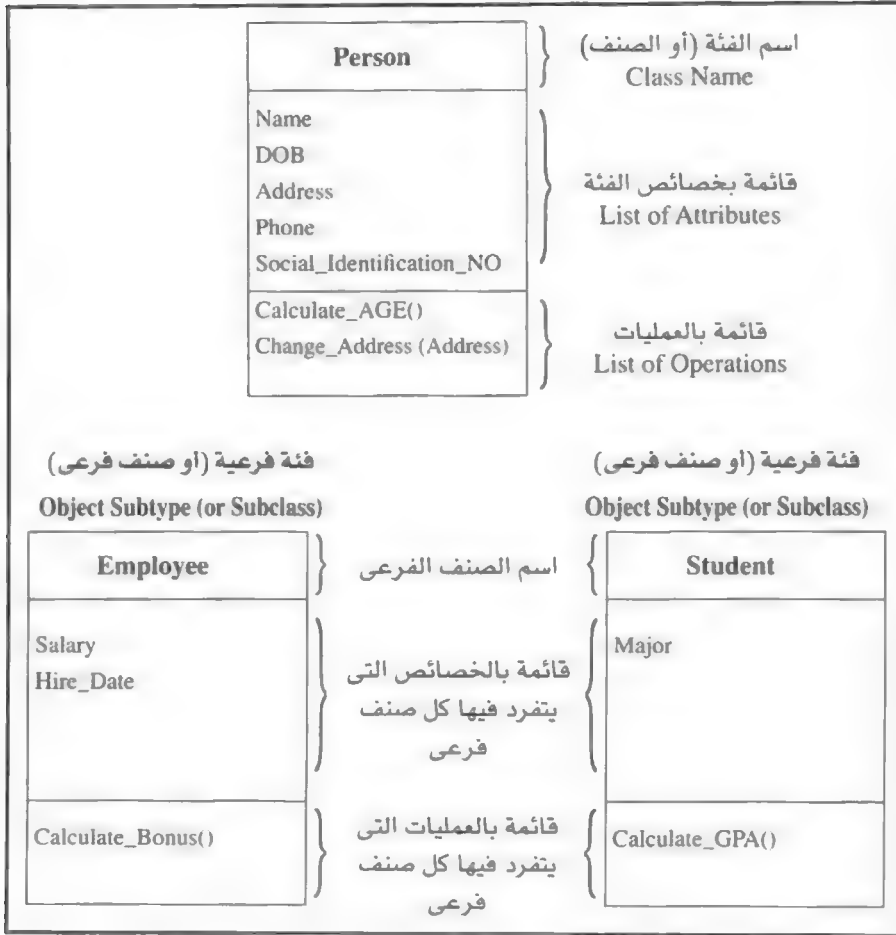 Person
اسم الفئة (أو الصنف)
Class Name
Name
DOB
Address
Phone
Social_Identification_NO
قائمة بخصائص الفئة
List of Attributes
Calculate_AGE()
Change_Address (Address)
قائمة بالعمليات
List of Operations
فئة فرعية (أو صنف فرعى)
Object Subtype (or Subclass)
فئة فرعية (أو صنف فرعى)
Object Subtype (or Subclass)
Employee
اسم الصنف الفرعى
Student
Salary
Hire_Date
قائمة بالخصائص التى
يتفرد فيها كل صنف
فرعى
Major
Calculate_Bonus()
قائمة بالعمليات التى
يتفرد فيها كل صنف
فرعى
Calculate_GPA()